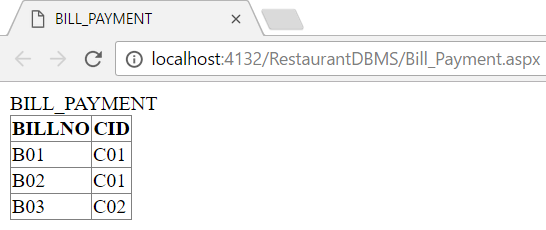 BILL_PAYMENT
localhost:4132/RestaurantDBMS/Bill_Payment.aspx
BILL_PAYMENT
BILLNO CID
B01 C01
B02 C01
B03 C02